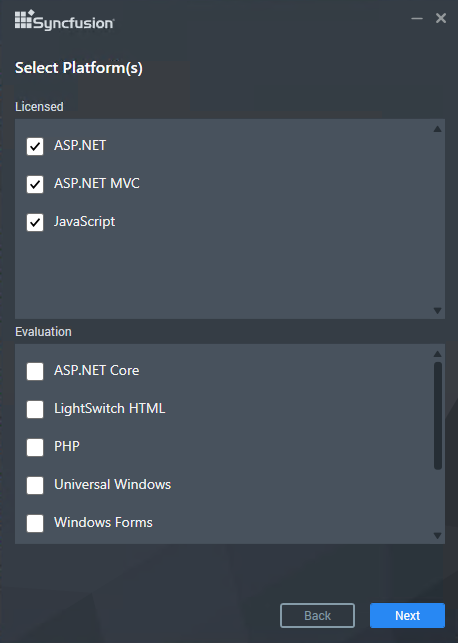 Syncfusion
Select Platform(s)
Licensed
ASP.NET
ASP.NET MVC
JavaScript
Evaluation
ASP.NET Core
LightSwitch HTML
PHP
Universal Windows
Windows Forms
Back
Next